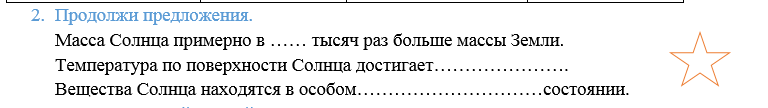 2. Продолжи предложения.
Масса Солнца примерно в …… тысяч раз больше массы Земли.
Температура по поверхности Солнца достигает…………………….
Вещества Солнца находятся в особом…………………………состоянии.